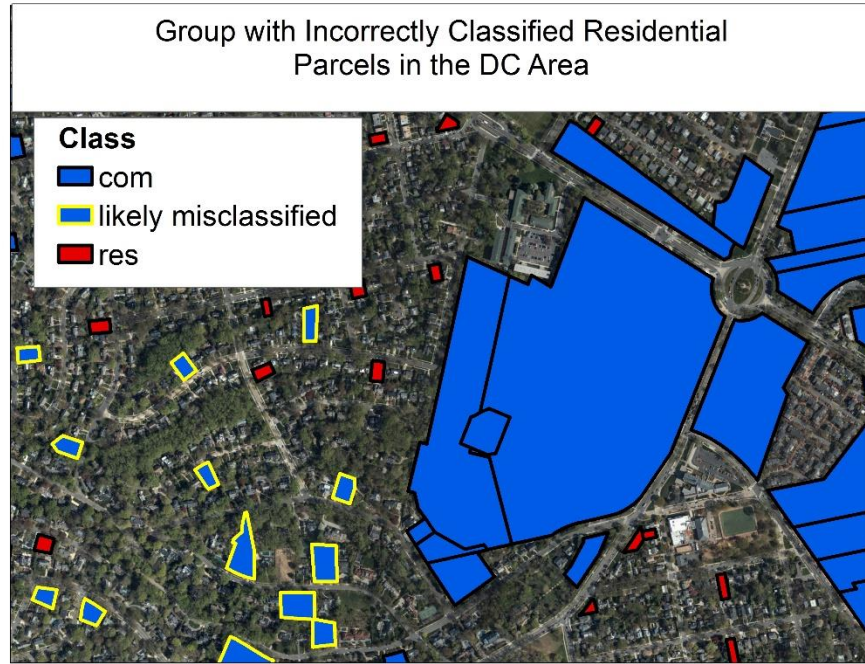 Group with Incorrectly Classified Residential
Parcels in the DC Area
Class
com
likely misclassified
res